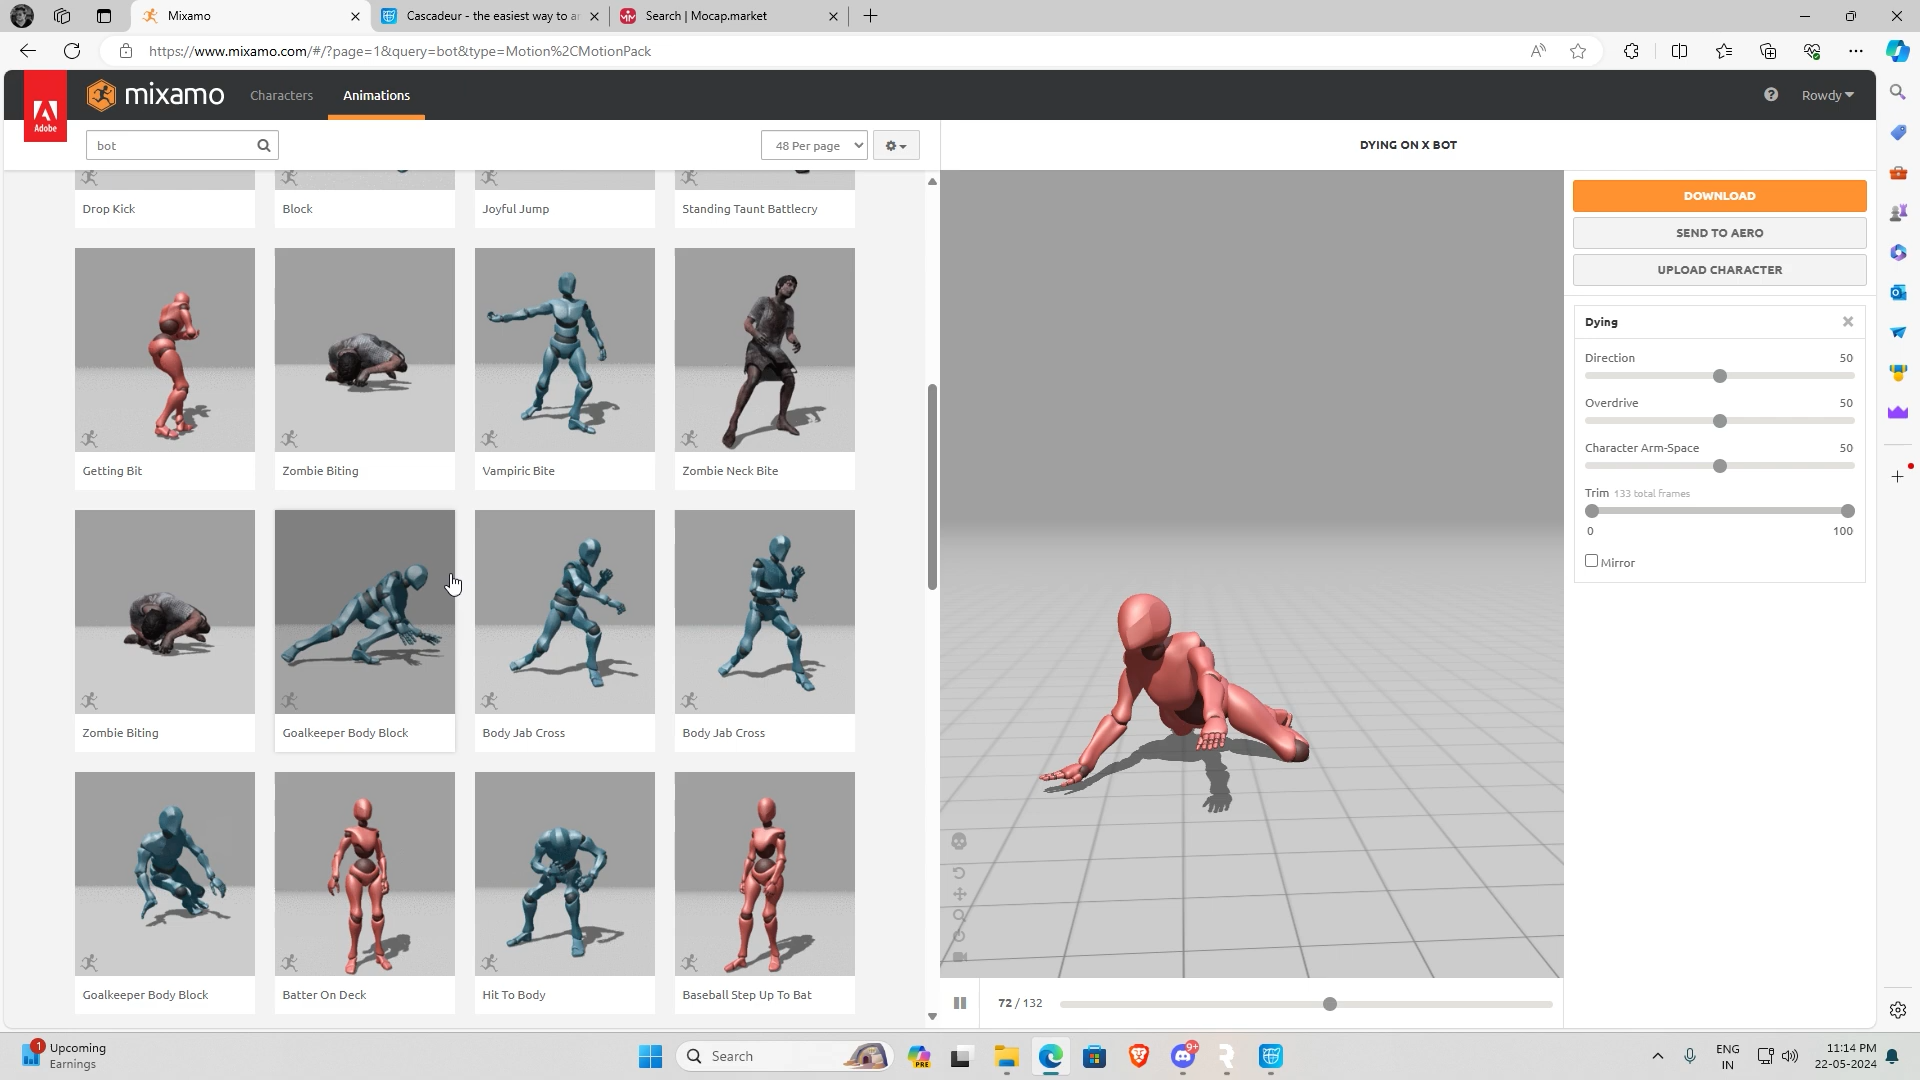 Mixamo
Cascadeur - the easiest way to an
Search | Mocap.market
https://www.mixamo.com/#/?page=1&query=bot&type=Motion%2CMotionPack
Adobe
mixamo
Characters
Animations
Rowdy
bot
48 Per page
DYING ON X BOT
Drop Kick
Block
Joyful Jump
Standing Taunt Battlecry
Getting Bit
Zombie Biting
Vampiric Bite
Zombie Neck Bite
Zombie Biting
Goalkeeper Body Block
Body Jab Cross
Body Jab Cross
Goalkeeper Body Block
Batter On Deck
Hit To Body
Baseball Step Up To Bat
72 / 132
DOWNLOAD
SEND TO AERO
UPLOAD CHARACTER
Dying
Direction 50
Overdrive 50
Character Arm-Space 50
Trim 133 total frames
0 100
Mirror
1
Upcoming
Earnings
Search
PRE
9+
ENG
IN
11:14 PM
22-05-2024